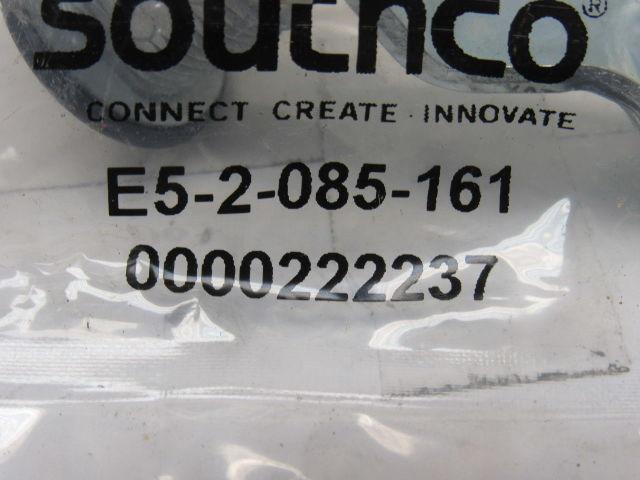 southco®
CONNECT · CREATE · INNOVATE
E5-2-085-161
0000222237